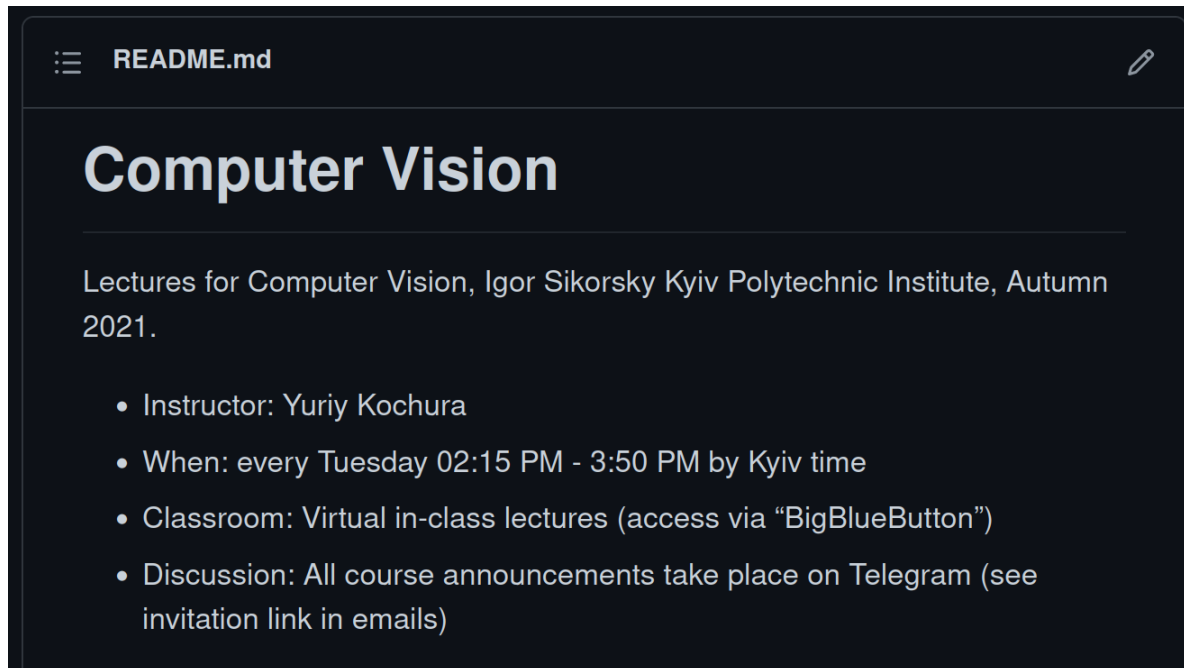 README.md
Computer Vision
Lectures for Computer Vision, Igor Sikorsky Kyiv Polytechnic Institute, Autumn
2021.
• Instructor: Yuriy Kochura
• When: every Tuesday 02:15 PM - 3:50 PM by Kyiv time
• Classroom: Virtual in-class lectures (access via “BigBlueButton”)
• Discussion: All course announcements take place on Telegram (see
invitation link in emails)